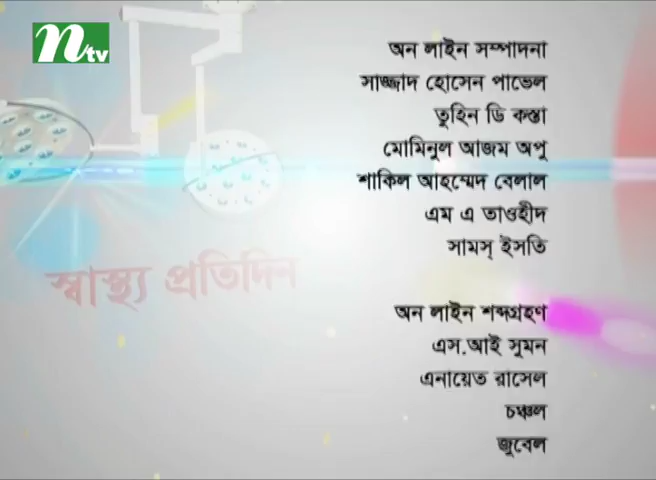 ntv
অন লাইন সম্পাদনা
সাজ্জাদ হোসেন পাভেল
তুহিন ডি কস্তা
মোমিনুল আজম অপু
শাকিল আহম্মেদ বেলাল
এম এ তাওহীদ
সামস্ ইসতি
স্বাস্থ্য প্রতিদিন
অন লাইন শব্দগ্রহণ
এস.আই সুমন
এনায়েত রাসেল
চঞ্চল
জুবেল